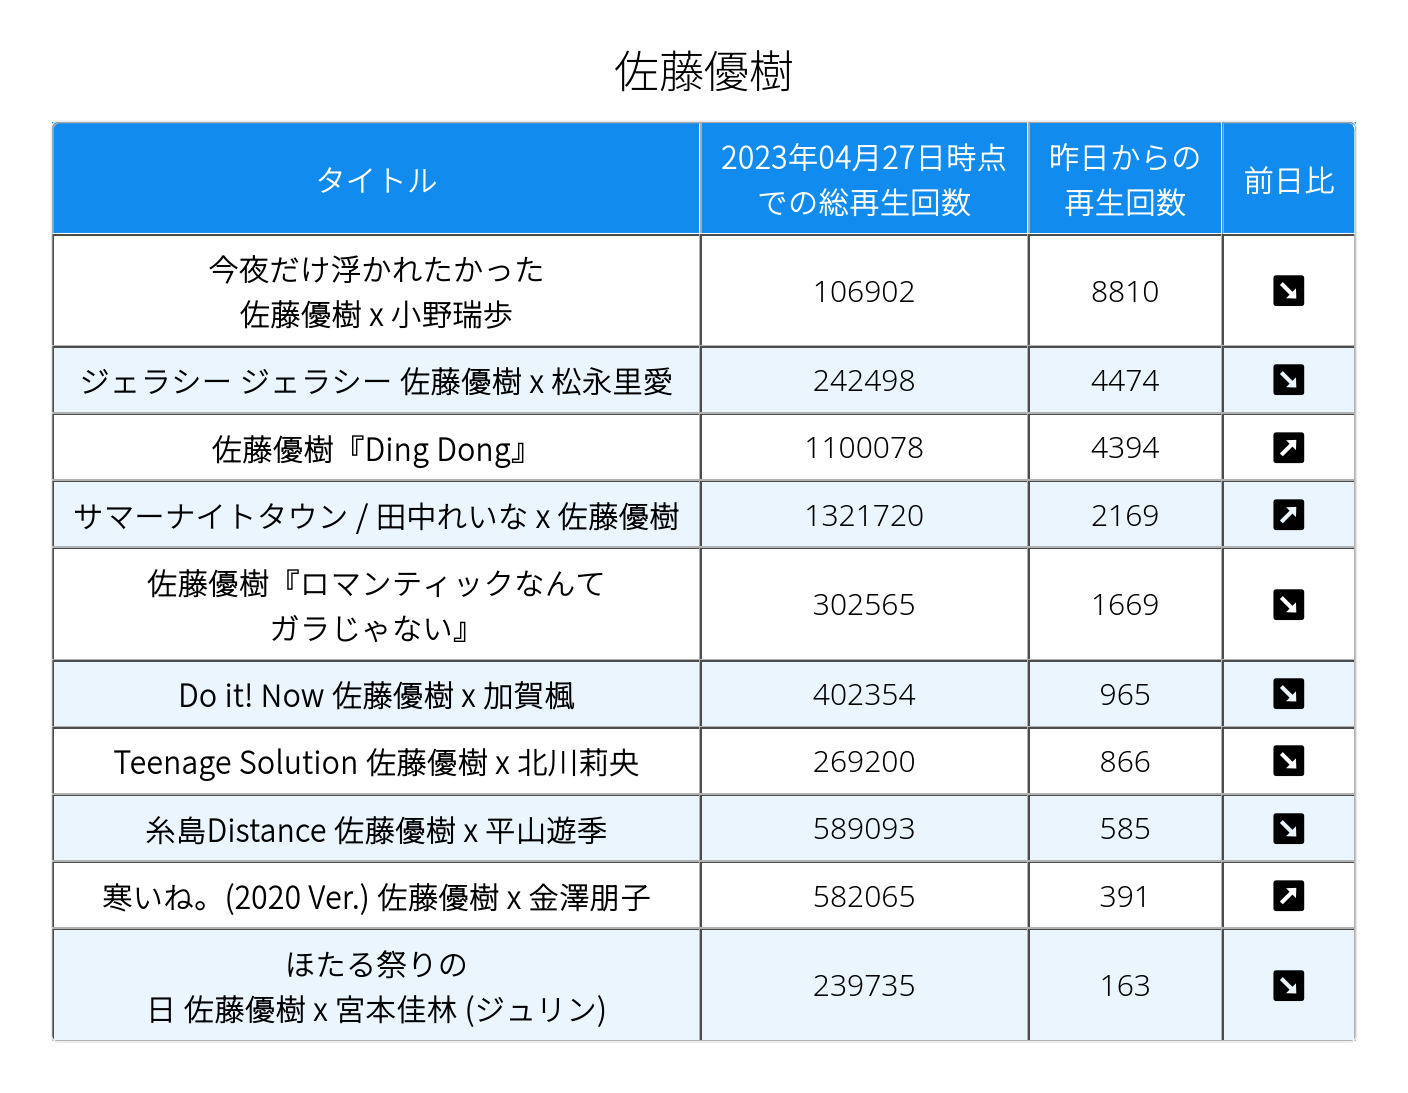 佐藤優樹
タイトル
2023年04月27日時点
での総再生回数
昨日からの
再生回数
前日比
今夜だけ浮かれたかった
佐藤優樹 x 小野瑞歩
106902
8810
ジェラシー ジェラシー 佐藤優樹 x 松永里愛
242498
4474
佐藤優樹『Ding Dong』
1100078
4394
サマーナイトタウン / 田中れいな x 佐藤優樹
1321720
2169
佐藤優樹『ロマンティックなんて
ガラじゃない』
302565
1669
Do it! Now 佐藤優樹 x 加賀楓
402354
965
Teenage Solution 佐藤優樹 x 北川莉央
269200
866
糸島Distance 佐藤優樹 x 平山遊季
589093
585
寒いね。(2020 Ver.) 佐藤優樹 x 金澤朋子
582065
391
ほたる祭りの
日 佐藤優樹 x 宮本佳林 (ジュリン)
239735
163